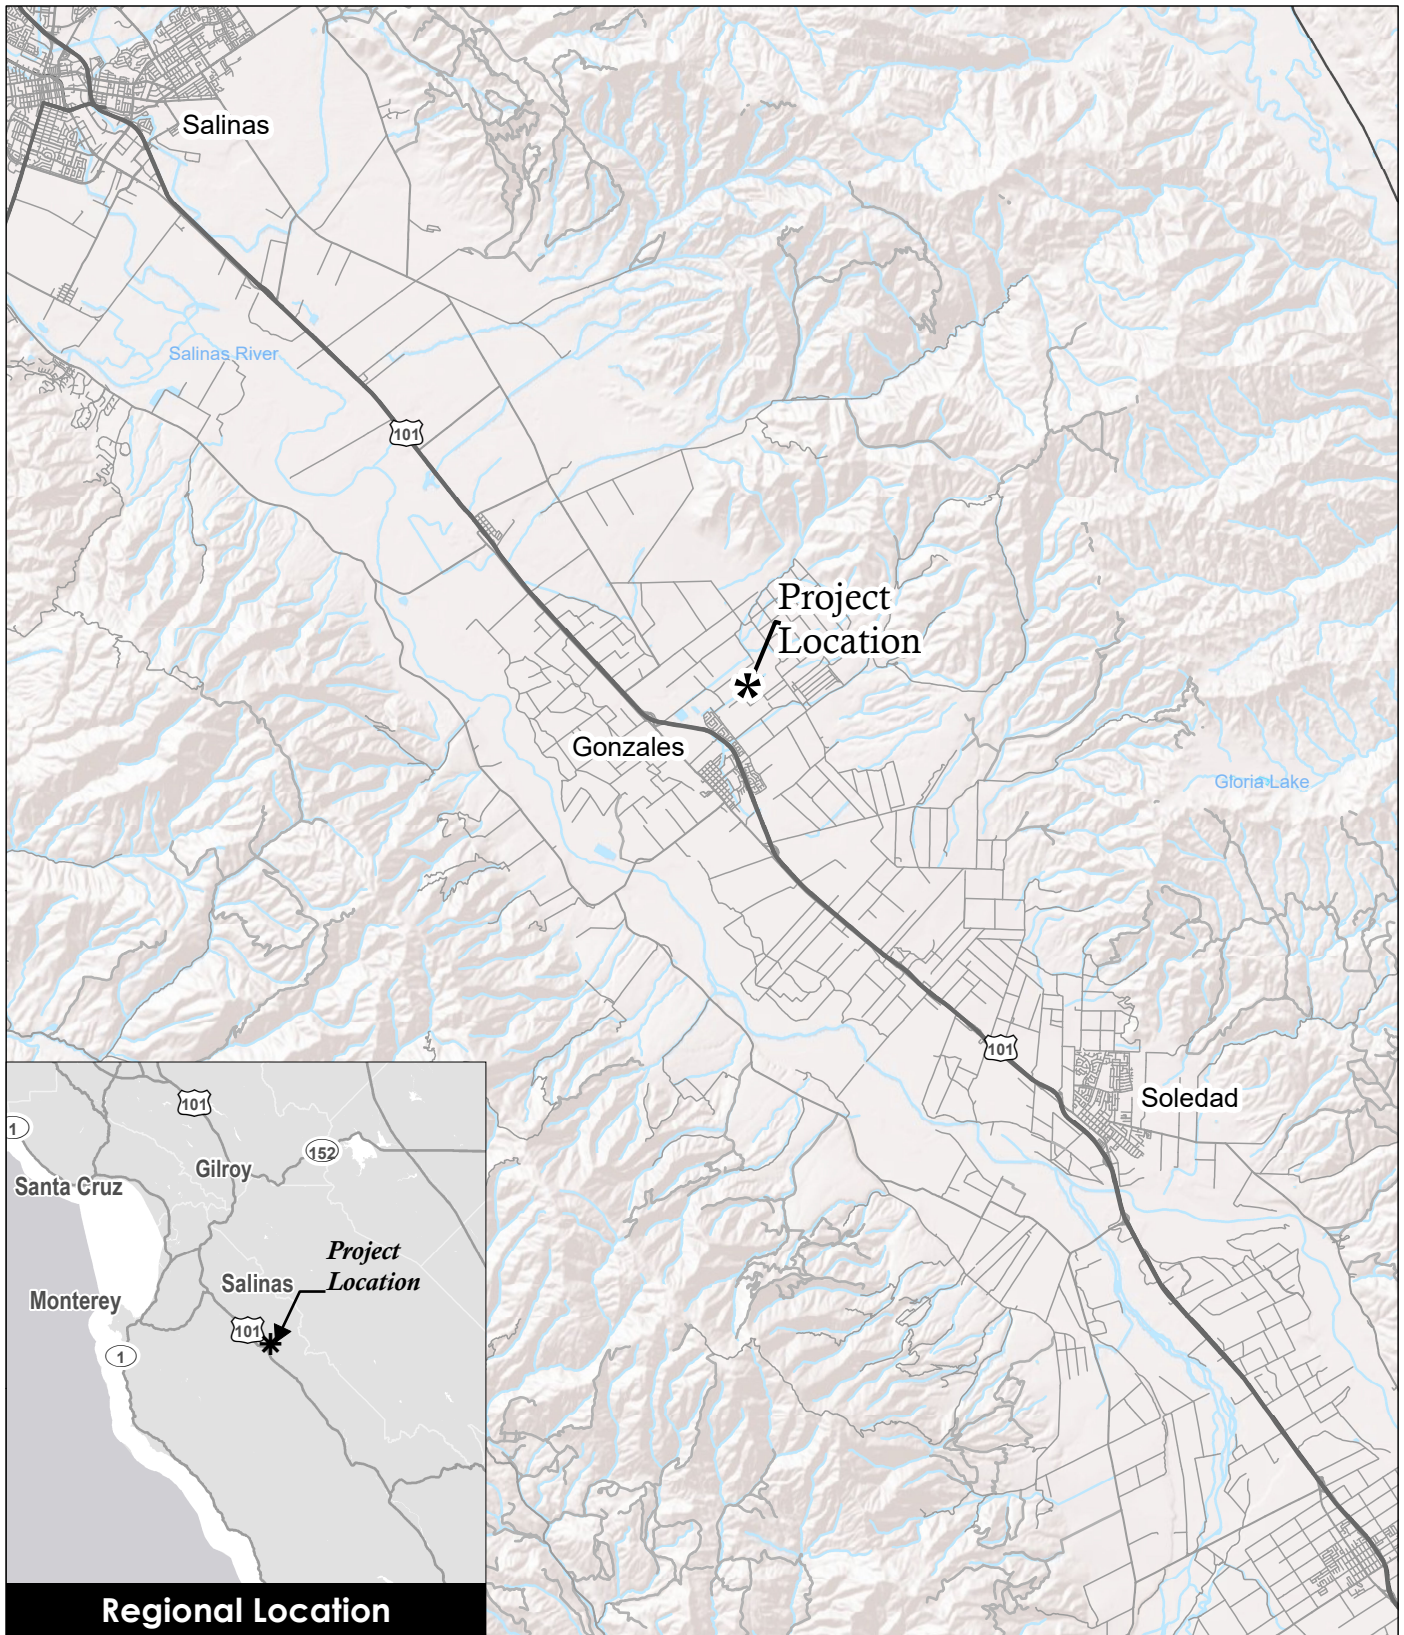 Salinas
Salinas River
101
Project
Location
Gonzales
Gloria Lake
101
Soledad
101
1
152
Gilroy
Santa Cruz
Project
Location
Salinas
Monterey
101
1
Regional Location